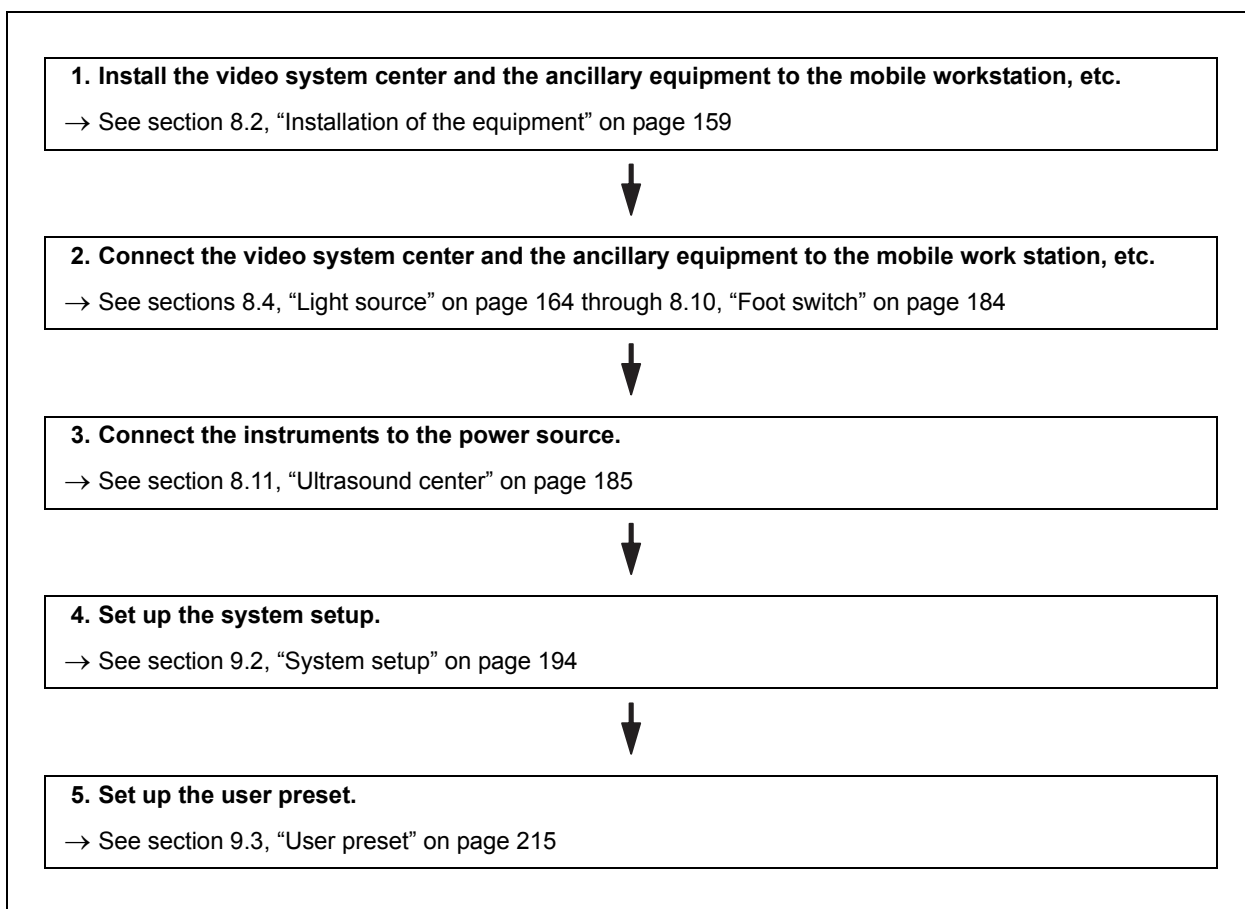 1. Install the video system center and the ancillary equipment to the mobile workstation, etc.
→ See section 8.2, “Installation of the equipment” on page 159
2. Connect the video system center and the ancillary equipment to the mobile work station, etc.
→ See sections 8.4, “Light source” on page 164 through 8.10, “Foot switch” on page 184
3. Connect the instruments to the power source.
→ See section 8.11, “Ultrasound center” on page 185
4. Set up the system setup.
→ See section 9.2, “System setup” on page 194
5. Set up the user preset.
→ See section 9.3, “User preset” on page 215